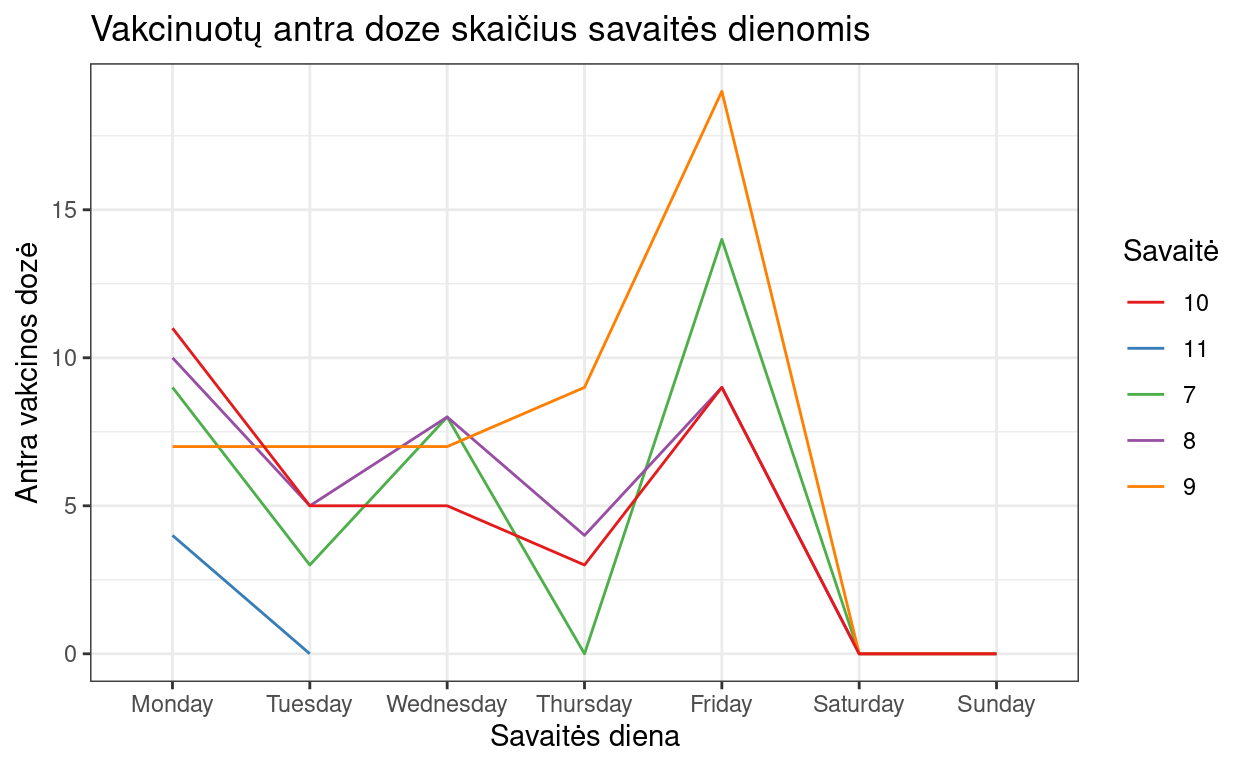 Vakcinuotų antra doze skaičius savaitės dienomis
Antra vakcinos dozė
15
10
5
0
Monday
Tuesday
Wednesday
Thursday
Friday
Saturday
Sunday
Savaitės diena
Savaitė
10
11
7
8
9